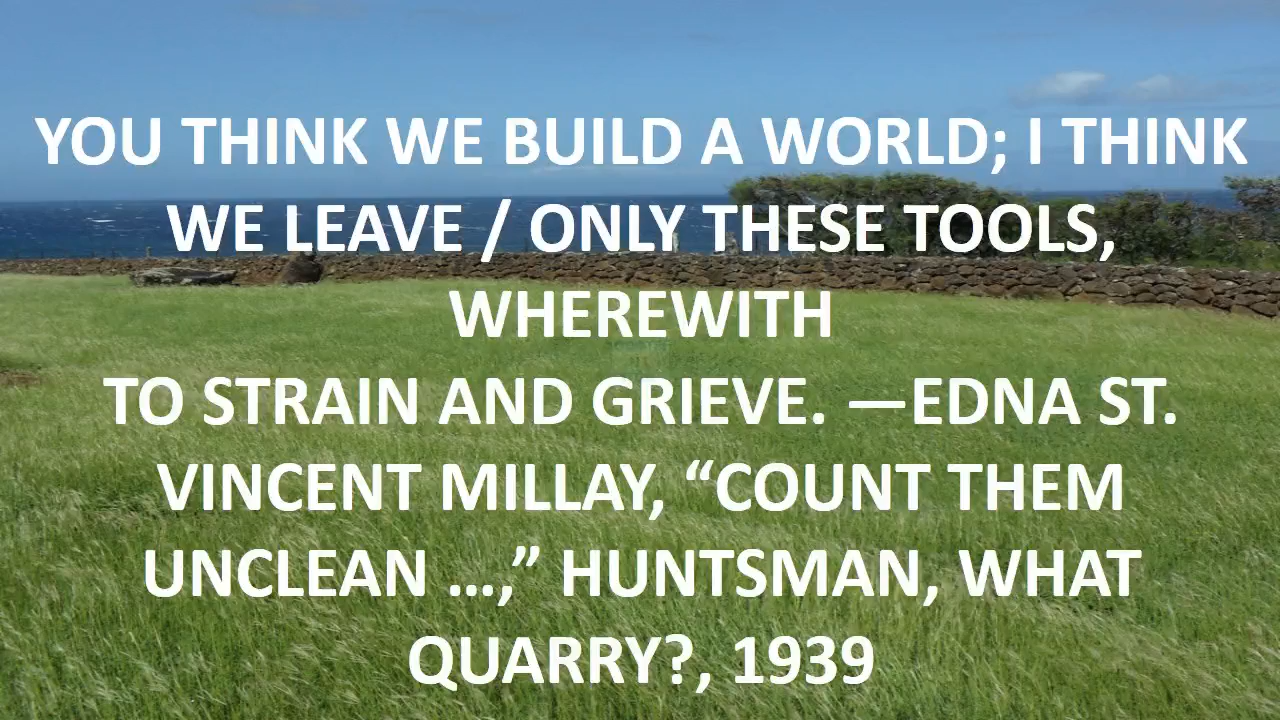 YOU THINK WE BUILD A WORLD; I THINK
WE LEAVE / ONLY THESE TOOLS,
WHEREWITH
TO STRAIN AND GRIEVE. —EDNA ST.
VINCENT MILLAY, “COUNT THEM
UNCLEAN …,” HUNTSMAN, WHAT
QUARRY?, 1939